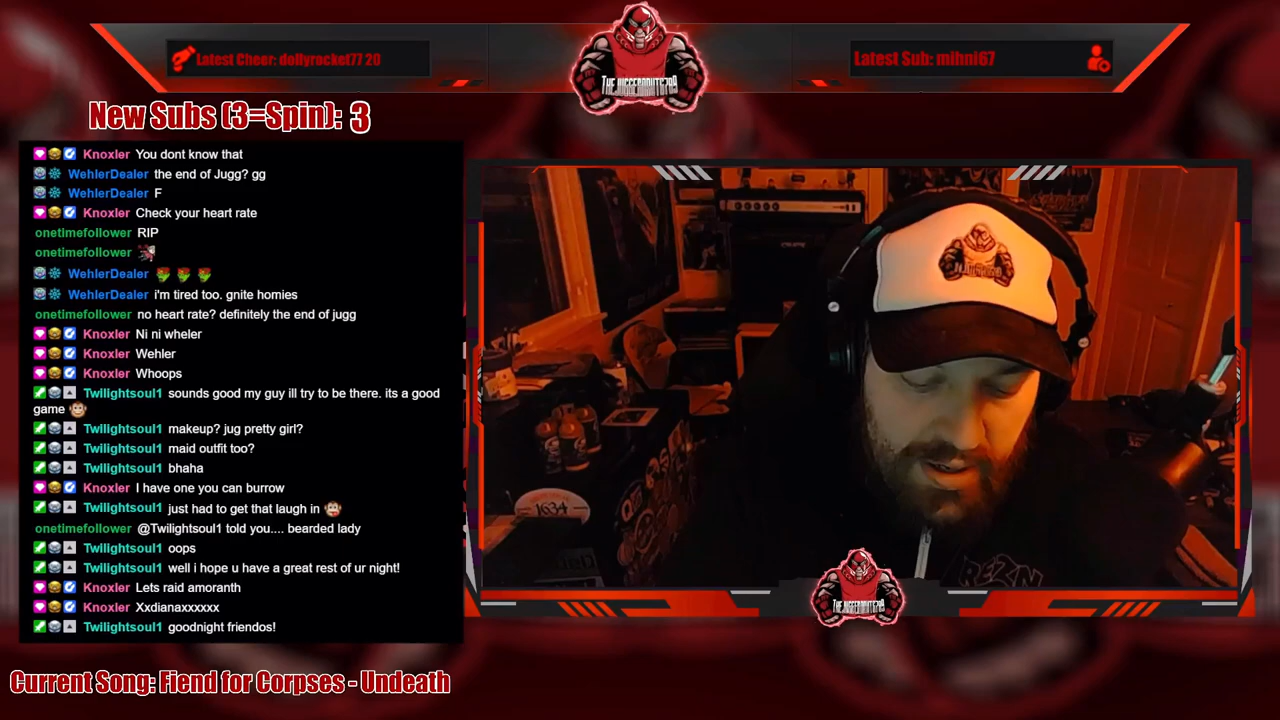 Latest Cheer: dollyrocket77 20
THEJUGGERNAUT6789
Latest Sub: mihni67
New Subs (3=Spin): 3
Knoxler You dont know that
WehlerDealer the end of Jugg? gg
WehlerDealer F
Knoxler Check your heart rate
onetimefollower RIP
onetimefollower
WehlerDealer
WehlerDealer i'm tired too. gnite homies
onetimefollower no heart rate? definitely the end of jugg
Knoxler Ni ni wheler
Knoxler Wehler
Knoxler Whoops
Twilightsoul1 sounds good my guy ill try to be there. its a good
game
Twilightsoul1 makeup? jug pretty girl?
Twilightsoul1 maid outfit too?
Twilightsoul1 bhaha
Knoxler I have one you can burrow
Twilightsoul1 just had to get that laugh in
onetimefollower @Twilightsoul1 told you.... bearded lady
Twilightsoul1 oops
Twilightsoul1 well i hope u have a great rest of ur night!
Knoxler Lets raid amoranth
Knoxler Xxdianaxxxxxx
Twilightsoul1 goodnight friendos!
1634
THEJUGGERNAUT6789
Current Song: Fiend for Corpses - Undeath